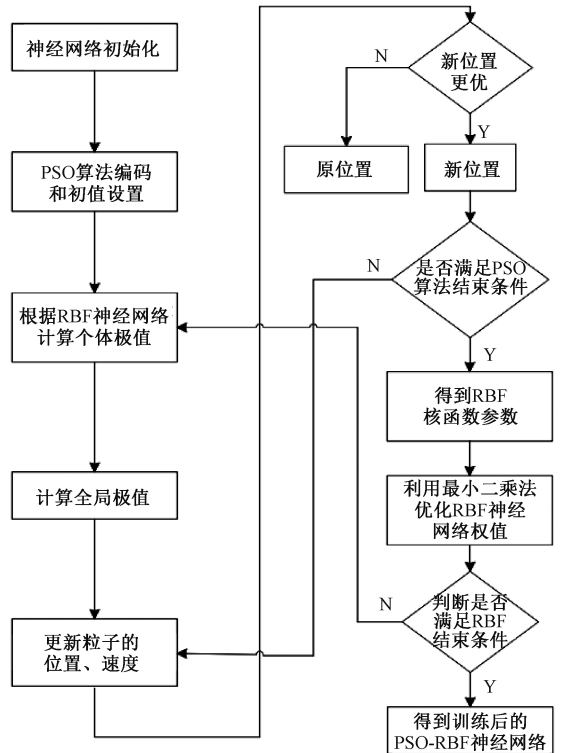 神经网络初始化
PSO算法编码
和初值设置
根据RBF神经网络
计算个体极值
计算全局极值
更新粒子的
位置、速度
新位置
更优
N
Y
原位置
新位置
是否满足PSO
算法结束条件
N
Y
得到RBF
核函数参数
利用最小二乘法
优化RBF神经
网络权值
判断是否
满足RBF
结束条件
N
Y
得到训练后的
PSO-RBF神经网络